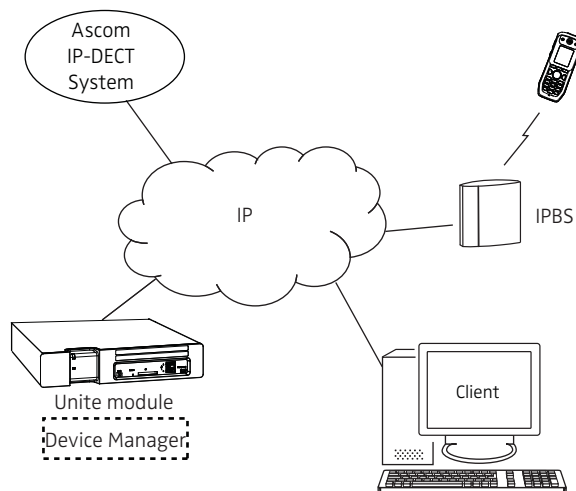 Ascom
IP-DECT
System
IP
IPBS
Unite module
Device Manager
Client